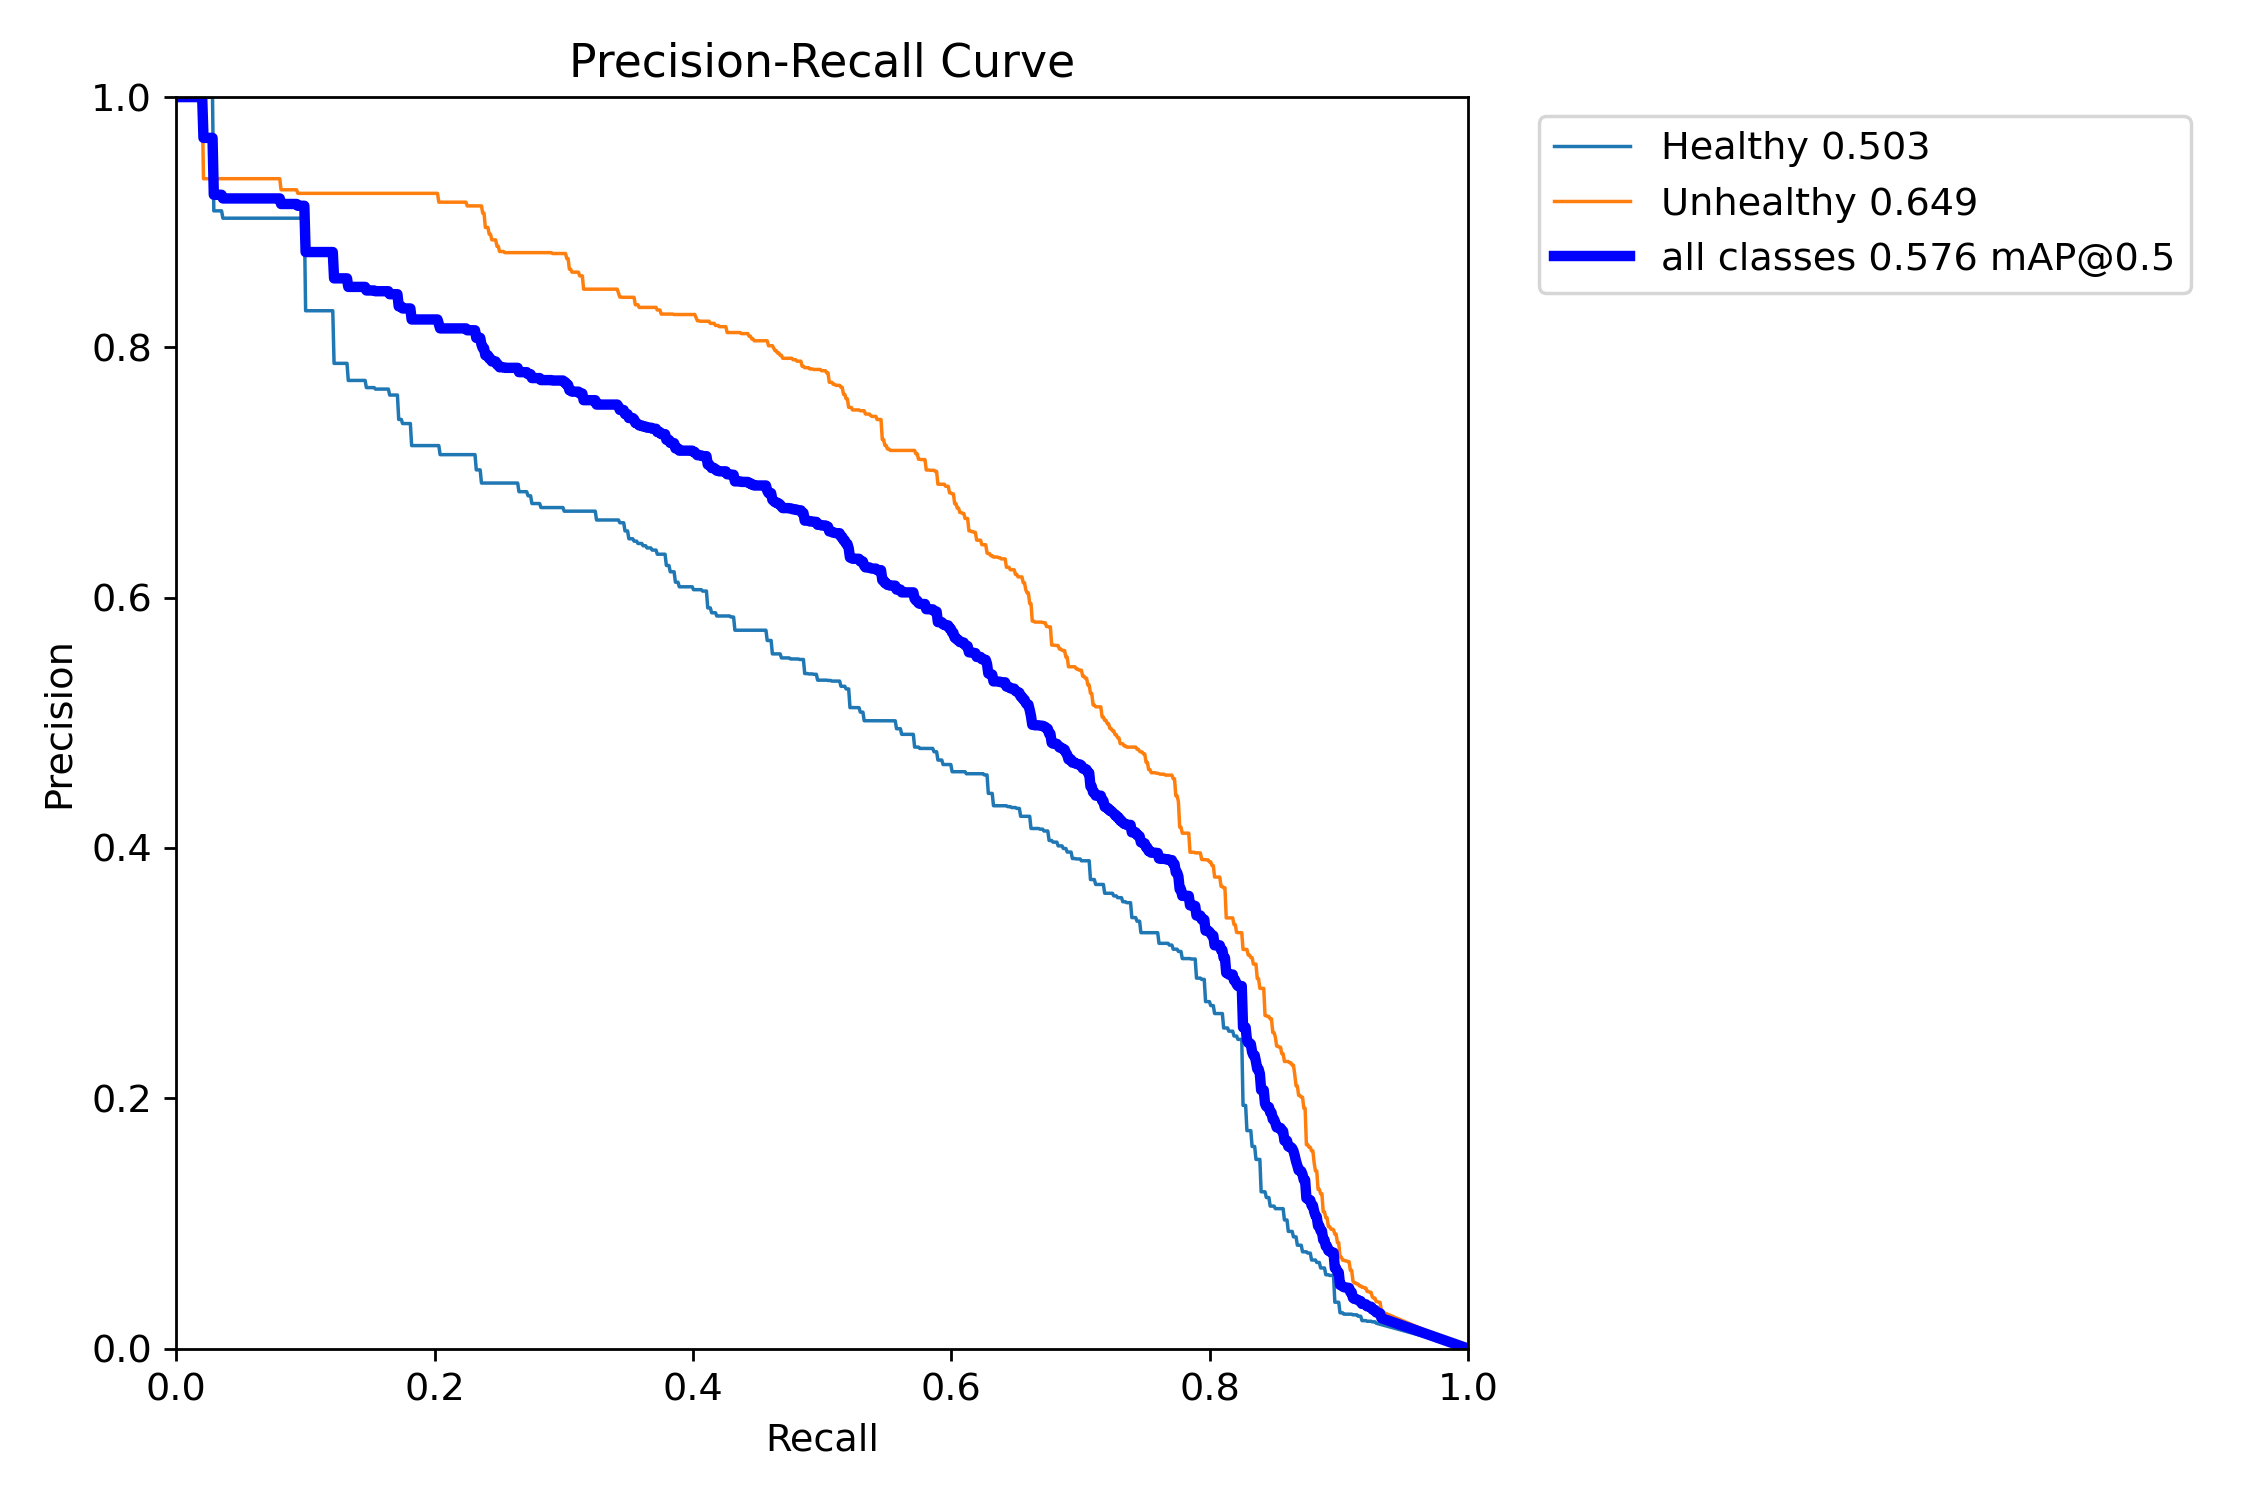 Precision-Recall Curve
Healthy 0.503
Unhealthy 0.649
all classes 0.576 mAP@0.5
Precision
1.0
0.8
0.6
0.4
0.2
0.0
0.0 0.2 0.4 0.6 0.8 1.0
Recall